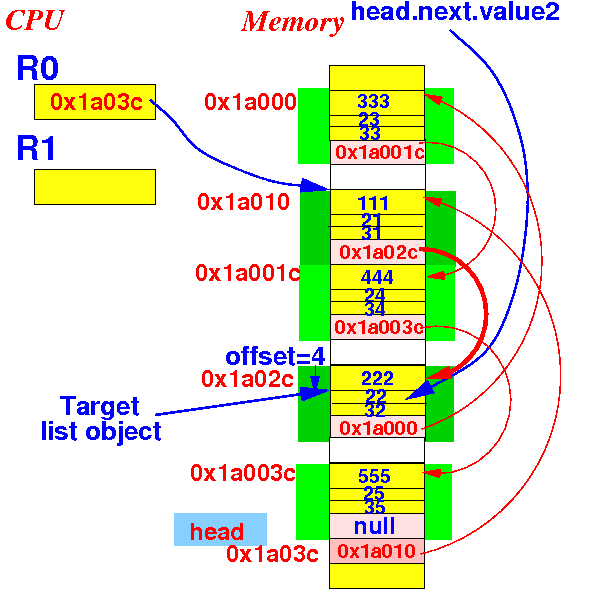 CPU
Memory
head.next.value2
R0
0x1a03c
R1
0x1a000
333
23
33
0x1a001c
0x1a010
111
21
31
0x1a02c
0x1a001c
444
24
34
0x1a003c
offset=4
0x1a02c
222
22
32
0x1a000
Target
list object
0x1a003c
555
25
35
null
head
0x1a03c
0x1a010